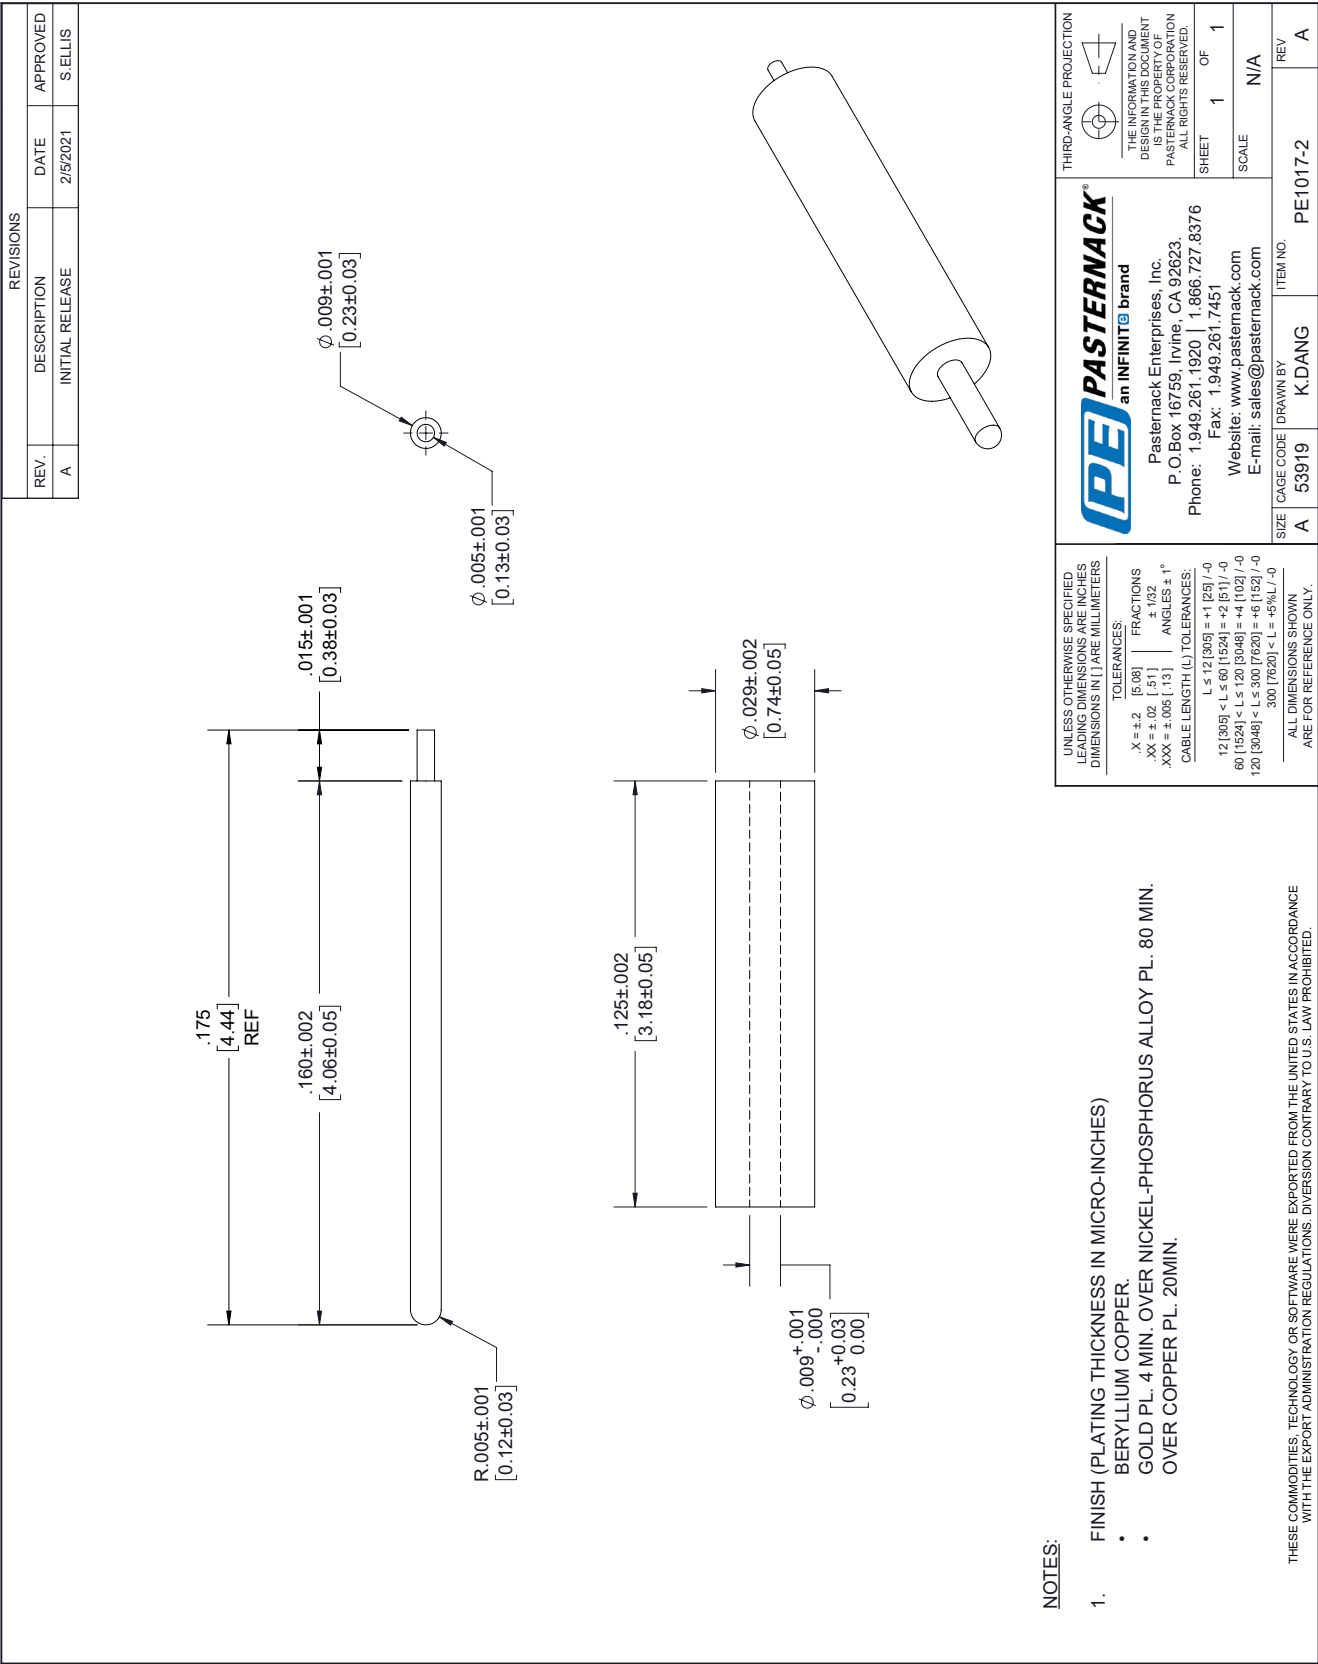 REVISIONS
REV. DESCRIPTION DATE APPROVED
A INITIAL RELEASE 2/5/2021 S.ELLIS
.175
[4.44]
REF
.160±.002
[4.06±0.05]
.015±.001
[0.38±0.03]
R.005±.001
[0.12±0.03]
∅.009±.001
[0.23±0.03]
∅.005±.001
[0.13±0.03]
.125±.002
[3.18±0.05]
∅.029±.002
[0.74±0.05]
∅.009 +.001 -.000
[0.23 +0.03 0.00]
NOTES:
1. FINISH (PLATING THICKNESS IN MICRO-INCHES)
• BERYLLIUM COPPER.
• GOLD PL. 4 MIN. OVER NICKEL-PHOSPHORUS ALLOY PL. 80 MIN.
OVER COPPER PL. 20MIN.
THESE COMMODITIES, TECHNOLOGY OR SOFTWARE WERE EXPORTED FROM THE UNITED STATES IN ACCORDANCE
WITH THE EXPORT ADMINISTRATION REGULATIONS. DIVERSION CONTRARY TO U.S. LAW PROHIBITED.
UNLESS OTHERWISE SPECIFIED
LEADING DIMENSIONS ARE INCHES
DIMENSIONS IN [ ] ARE MILLIMETERS
TOLERANCES:
.X = ±.2 [5.08] FRACTIONS
.XX = ±.02 [.51] ± 1/32
.XXX = ±.005 [.13] ANGLES ± 1°
CABLE LENGTH (L) TOLERANCES:
L ≤ 12 [305] = +1 [25] / -0
12 [305] < L ≤ 60 [1524] = +2 [51] / -0
60 [1524] < L ≤ 120 [3048] = +4 [102] / -0
120 [3048] < L ≤ 300 [7620] = +6 [152] / -0
300 [7620] < L = +5%L / -0
ALL DIMENSIONS SHOWN
ARE FOR REFERENCE ONLY.
PE PASTERNACK®
an INFINITe brand
Pasternack Enterprises, Inc.
P.O.Box 16759, Irvine, CA 92623.
Phone: 1.949.261.1920 | 1.866.727.8376
Fax: 1.949.261.7451
Website: www.pasternack.com
E-mail: sales@pasternack.com
THIRD-ANGLE PROJECTION
THE INFORMATION AND
DESIGN IN THIS DOCUMENT
IS THE PROPERTY OF
PASTERNACK CORPORATION
ALL RIGHTS RESERVED.
SHEET 1 OF 1
SCALE N/A
SIZE A
CAGE CODE 53919
DRAWN BY K.DANG
ITEM NO. PE1017-2
REV A